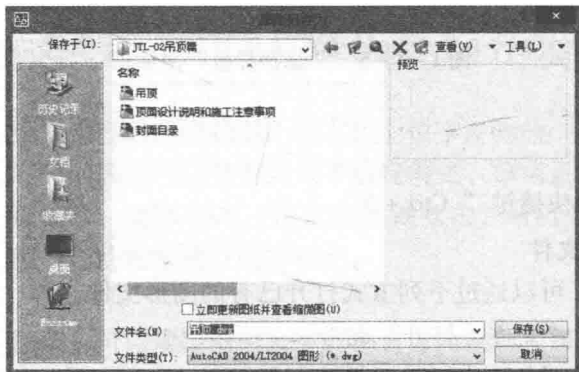 保存于(I):
JTL-02吊顶篇
查看(V)
工具(L)
名称
预览
吊顶
顶面设计说明和施工注意事项
封面目录
历史记录
文档
收藏夹
桌面
立即更新图纸并查看缩微图(U)
文件名(N):
保存(S)
文件类型(T):
AutoCAD 2004/LT2004 图形 (*.dwg)
取消